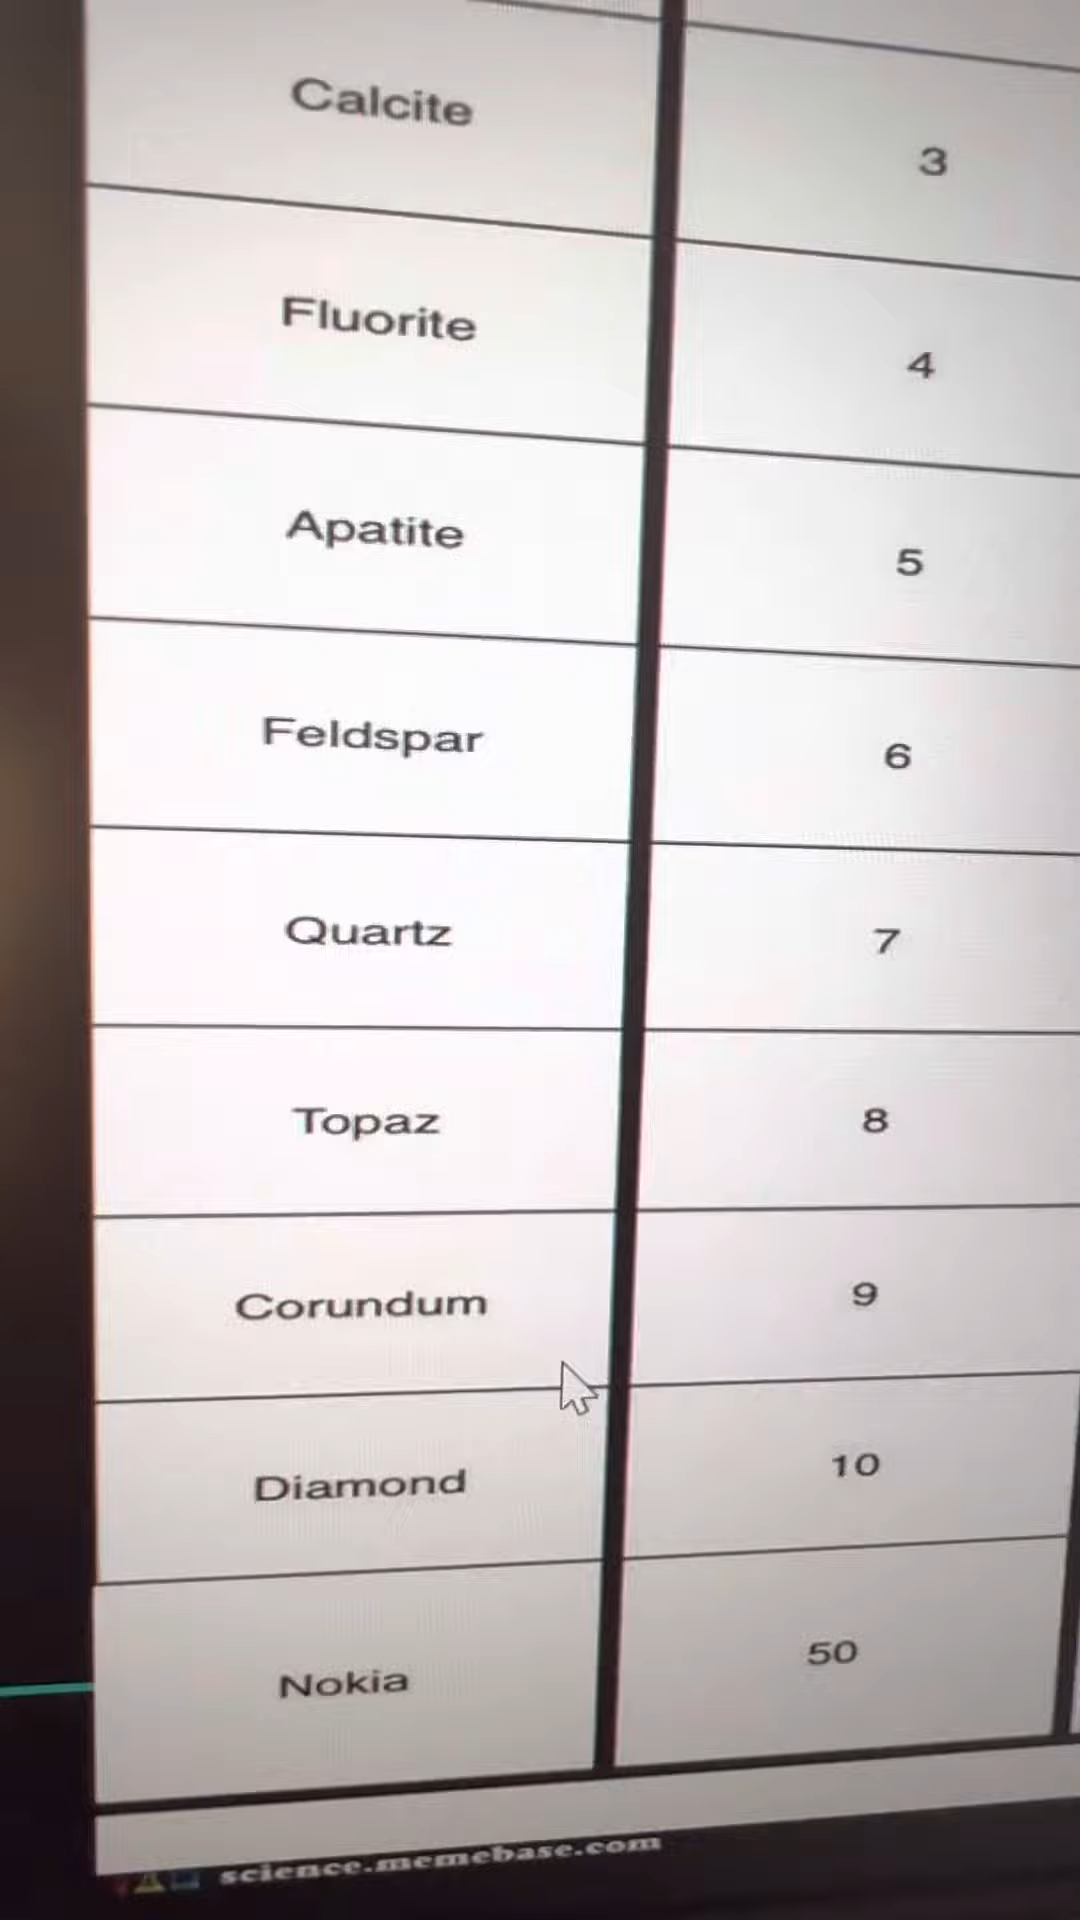 Calcite 3
Fluorite 4
Apatite 5
Feldspar 6
Quartz 7
Topaz 8
Corundum 9
Diamond 10
Nokia 50
science.memebase.com